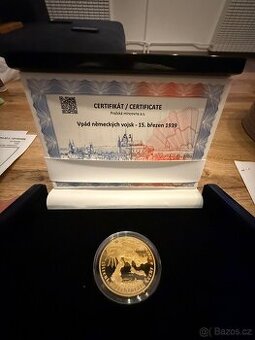 CERTIFIKÁT / CERTIFICATE
Pražská mincovna a.s.
Vpád německých vojsk - 15. březen 1939
Bazos.cz